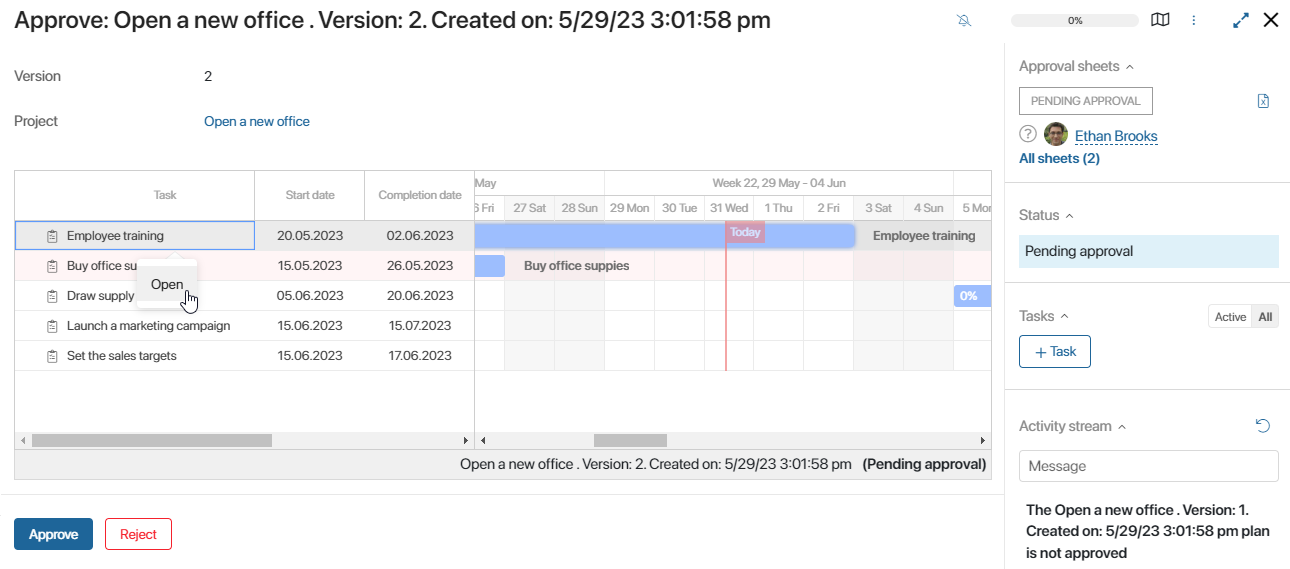 Approve: Open a new office . Version: 2. Created on: 5/29/23 3:01:58 pm
0%
Version 2
Project Open a new office
Task Start date Completion date
May Week 22, 29 May - 04 Jun
6 Fri 27 Sat 28 Sun 29 Mon 30 Tue 31 Wed 1 Thu 2 Fri 3 Sat 4 Sun 5 Mon
Employee training 20.05.2023 02.06.2023 Today Employee training
Buy office su 15.05.2023 26.05.2023 Buy office suppies
Open
Draw supply 05.06.2023 20.06.2023 0%
Launch a marketing campaign 15.06.2023 15.07.2023
Set the sales targets 15.06.2023 17.06.2023
Open a new office . Version: 2. Created on: 5/29/23 3:01:58 pm (Pending approval)
Approve Reject
Approval sheets
PENDING APPROVAL
? Ethan Brooks
All sheets (2)
Status
Pending approval
Tasks Active All
+ Task
Activity stream
Message
The Open a new office . Version: 1.
Created on: 5/29/23 3:01:58 pm plan
is not approved